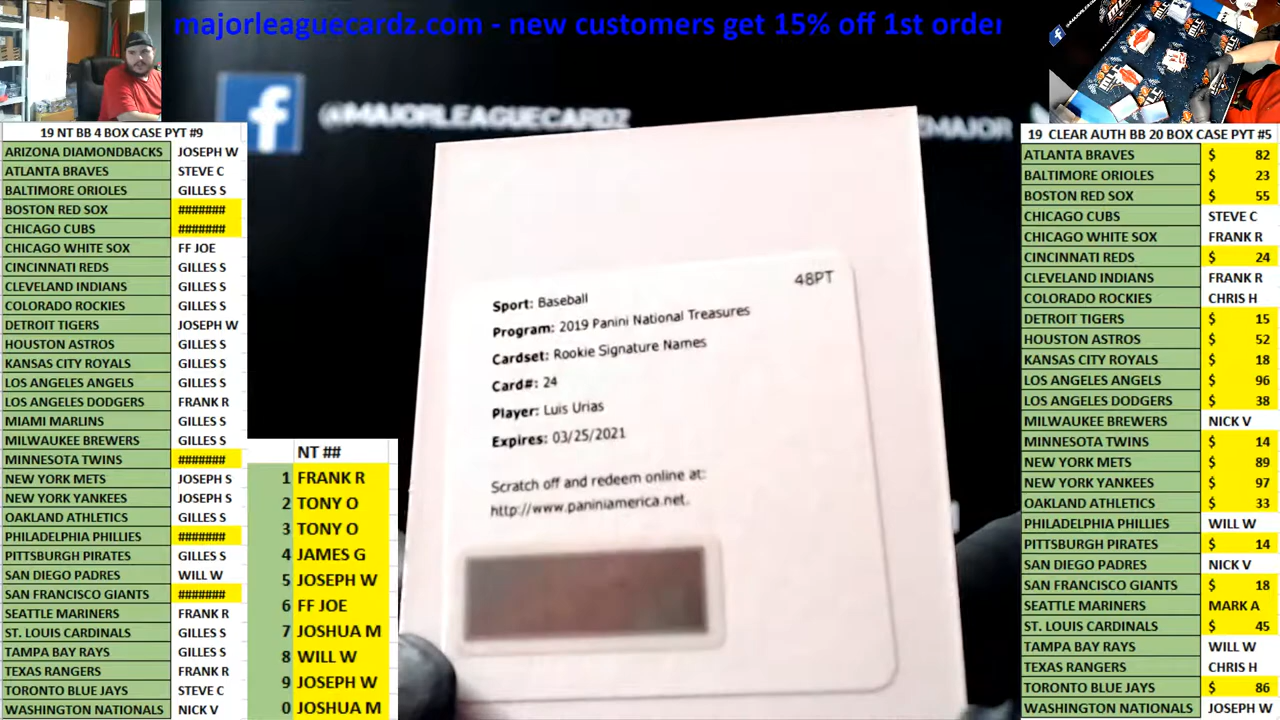 majorleaguecardz.com - new customers get 15% off 1st order
@MAJORLEAGUECARDZ
19 NT BB 4 BOX CASE PYT #9
ARIZONA DIAMONDBACKS JOSEPH W
ATLANTA BRAVES STEVE C
BALTIMORE ORIOLES GILLES S
BOSTON RED SOX #######
CHICAGO CUBS #######
CHICAGO WHITE SOX FF JOE
CINCINNATI REDS GILLES S
CLEVELAND INDIANS GILLES S
COLORADO ROCKIES GILLES S
DETROIT TIGERS JOSEPH W
HOUSTON ASTROS GILLES S
KANSAS CITY ROYALS GILLES S
LOS ANGELES ANGELS GILLES S
LOS ANGELES DODGERS FRANK R
MIAMI MARLINS GILLES S
MILWAUKEE BREWERS GILLES S
MINNESOTA TWINS #######
NEW YORK METS JOSEPH S
NEW YORK YANKEES JOSEPH S
OAKLAND ATHLETICS GILLES S
PHILADELPHIA PHILLIES #######
PITTSBURGH PIRATES GILLES S
SAN DIEGO PADRES WILL W
SAN FRANCISCO GIANTS #######
SEATTLE MARINERS FRANK R
ST. LOUIS CARDINALS GILLES S
TAMPA BAY RAYS GILLES S
TEXAS RANGERS FRANK R
TORONTO BLUE JAYS STEVE C
WASHINGTON NATIONALS NICK V
NT ##
1 FRANK R
2 TONY O
3 TONY O
4 JAMES G
5 JOSEPH W
6 FF JOE
7 JOSHUA M
8 WILL W
9 JOSEPH W
0 JOSHUA M
48PT
Sport: Baseball
Program: 2019 Panini National Treasures
Cardset: Rookie Signature Names
Card#: 24
Player: Luis Urias
Expires: 03/25/2021
Scratch off and redeem online at:
http://www.paniniamerica.net.
19 CLEAR AUTH BB 20 BOX CASE PYT #5
ATLANTA BRAVES $ 82
BALTIMORE ORIOLES $ 23
BOSTON RED SOX $ 55
CHICAGO CUBS STEVE C
CHICAGO WHITE SOX FRANK R
CINCINNATI REDS $ 24
CLEVELAND INDIANS FRANK R
COLORADO ROCKIES CHRIS H
DETROIT TIGERS $ 15
HOUSTON ASTROS $ 52
KANSAS CITY ROYALS $ 18
LOS ANGELES ANGELS $ 96
LOS ANGELES DODGERS $ 38
MILWAUKEE BREWERS NICK V
MINNESOTA TWINS $ 14
NEW YORK METS $ 89
NEW YORK YANKEES $ 97
OAKLAND ATHLETICS $ 33
PHILADELPHIA PHILLIES WILL W
PITTSBURGH PIRATES $ 14
SAN DIEGO PADRES NICK V
SAN FRANCISCO GIANTS $ 18
SEATTLE MARINERS MARK A
ST. LOUIS CARDINALS $ 45
TAMPA BAY RAYS WILL W
TEXAS RANGERS CHRIS H
TORONTO BLUE JAYS $ 86
WASHINGTON NATIONALS JOSEPH W